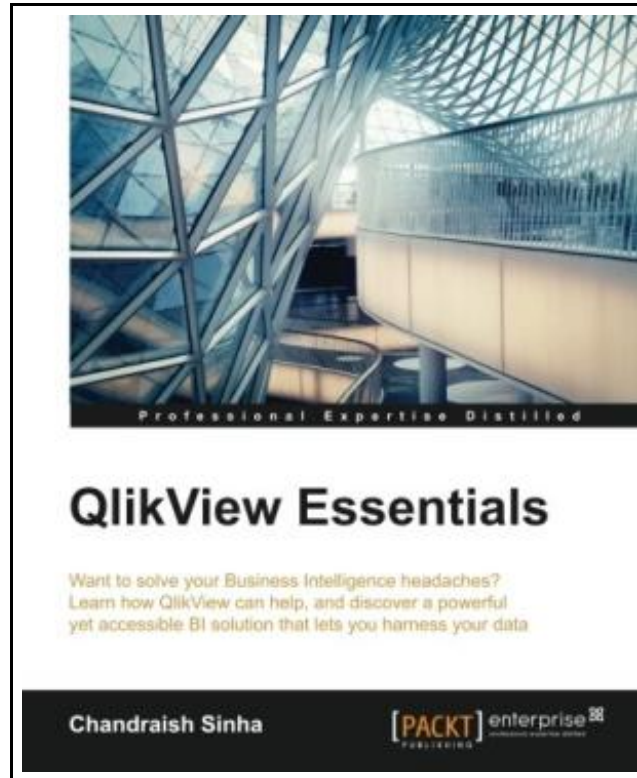 Professional Expertise Distilled
QlikView Essentials
Want to solve your Business Intelligence headaches?
Learn how QlikView can help, and discover a powerful
yet accessible BI solution that lets you harness your data
Chandraish Sinha
[PACKT] enterprise
PUBLISHING